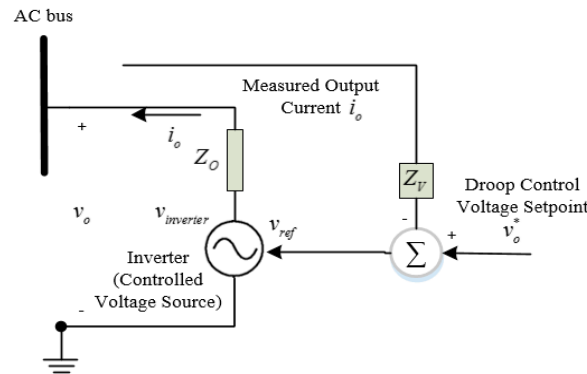 AC bus
Measured Output
Current i_o
+
i_o
Z_O
Z_V
Droop Control
Voltage Setpoint
v_o
v_inverter
v_ref
-
+
v_o^*
Σ
Inverter
(Controlled
Voltage Source)
-